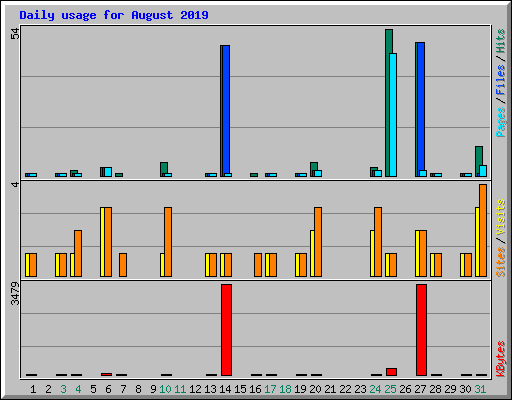 Daily usage for August 2019
54
Pages / Files / Hits
4
Sites / Visits
3479
KBytes
1 2 3 4 5 6 7 8 9 10 11 12 13 14 15 16 17 18 19 20 21 22 23 24 25 26 27 28 29 30 31